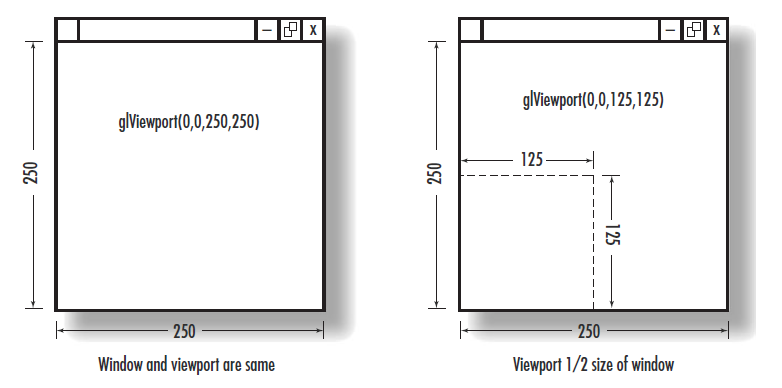 X
glViewport(0,0,250,250)
250
250
Window and viewport are same
X
glViewport(0,0,125,125)
125
250
125
250
Viewport 1/2 size of window